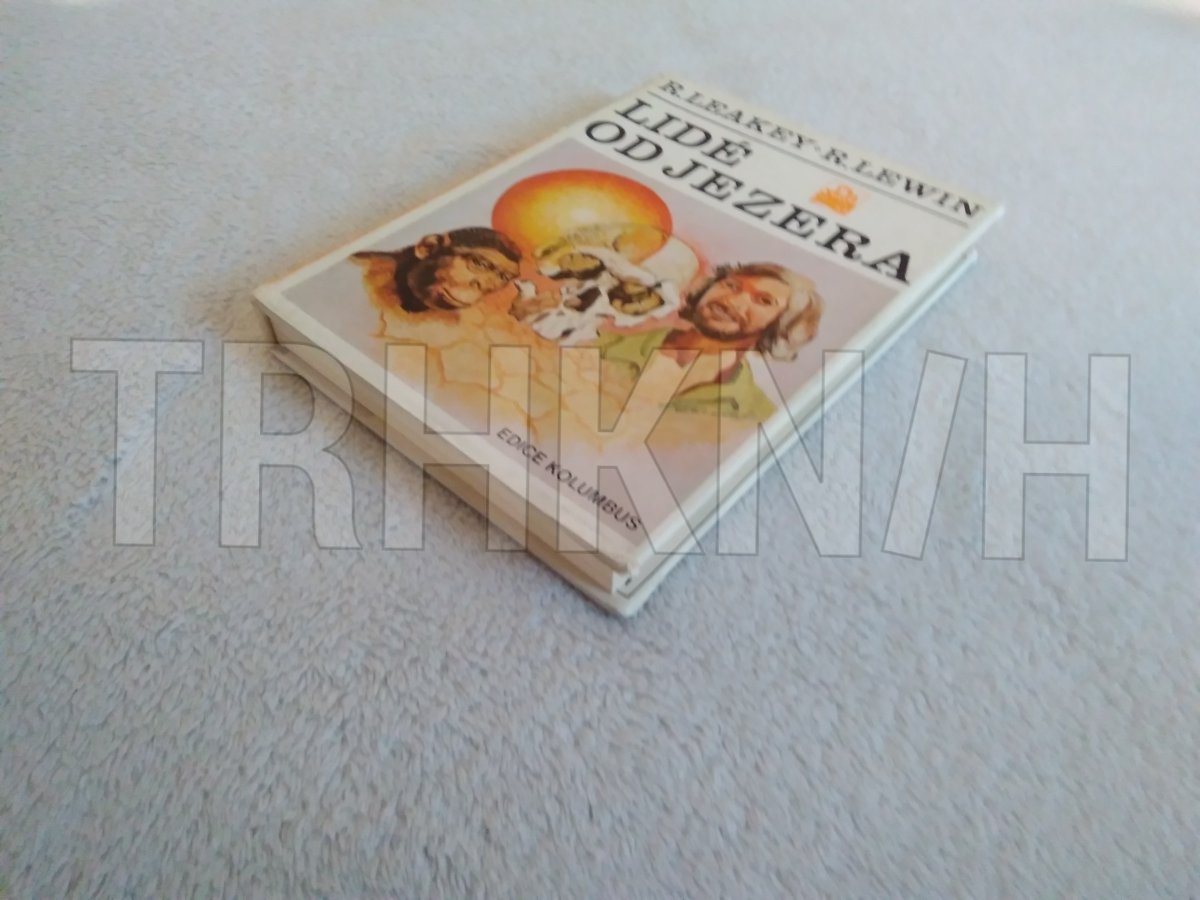 R. LEAKEY - R. LEWIN
LIDÉ
OD JEZERA
EDICE KOLUMBUS
TRHKNIH